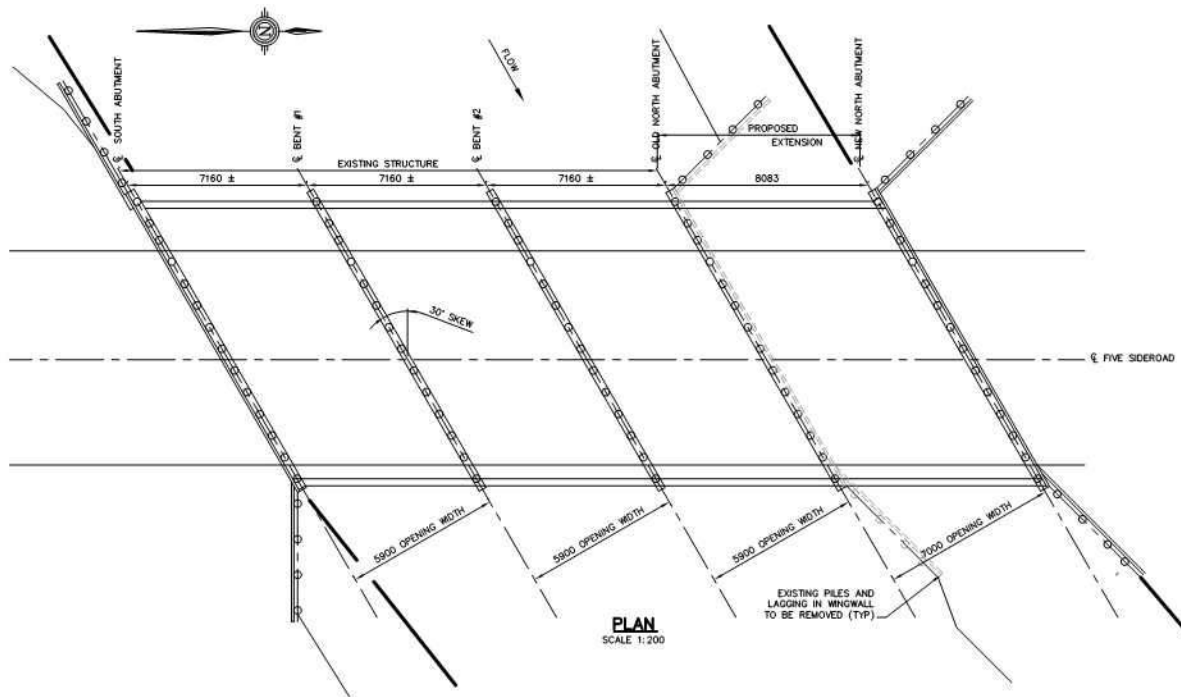 N
FLOW
℄ SOUTH ABUTMENT
℄ BENT #1
℄ BENT #2
℄ OLD NORTH ABUTMENT
℄ NEW NORTH ABUTMENT
PROPOSED
EXTENSION
EXISTING STRUCTURE
7160 ±
7160 ±
7160 ±
8083
30° SKEW
℄ FIVE SIDEROAD
5900 OPENING WIDTH
5900 OPENING WIDTH
5900 OPENING WIDTH
7000 OPENING WIDTH
EXISTING PILES AND
LAGGING IN WINGWALL
TO BE REMOVED (TYP)
PLAN
SCALE 1:200